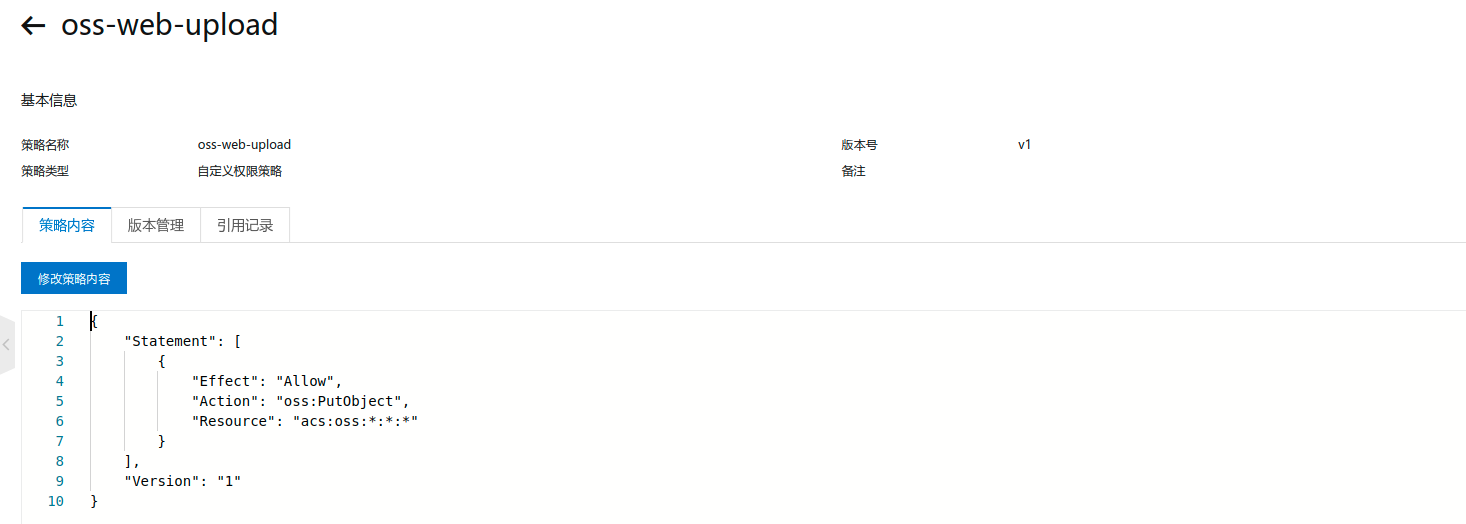 oss-web-upload
基本信息
策略名称 oss-web-upload 版本号 v1
策略类型 自定义权限策略 备注
策略内容 版本管理 引用记录
修改策略内容
1 {
2 "Statement": [
3 {
4 "Effect": "Allow",
5 "Action": "oss:PutObject",
6 "Resource": "acs:oss:*:*:*"
7 }
8 ],
9 "Version": "1"
10 }